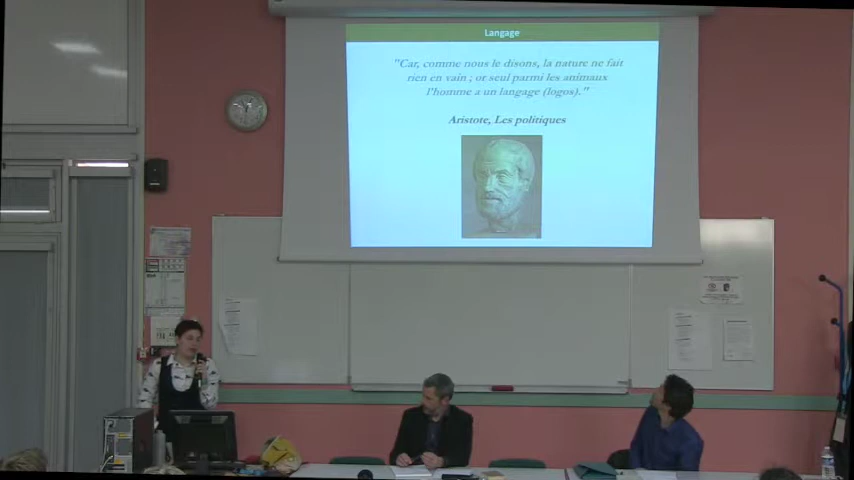 Langage
"Car, comme nous le disons, la nature ne fait
rien en vain ; or seul parmi les animaux
l'homme a un langage (logos)."
Aristote, Les politiques